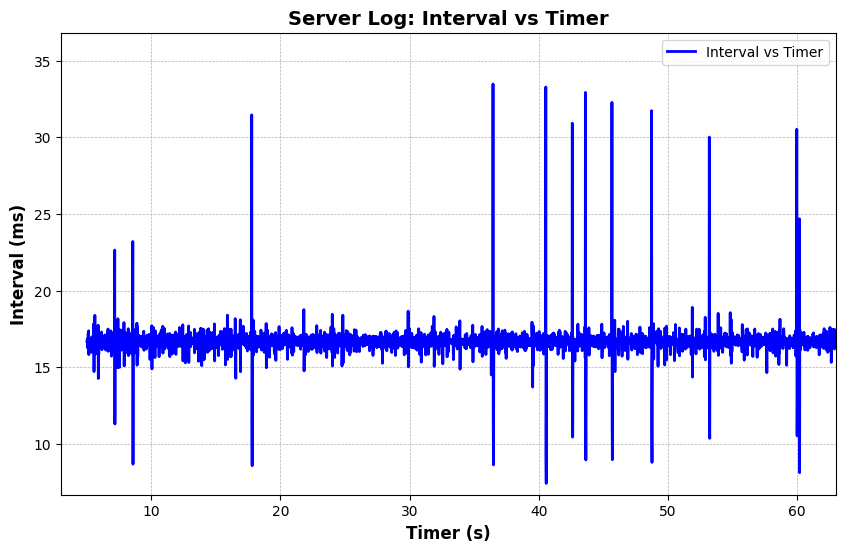 Server Log: Interval vs Timer
Interval vs Timer
35
30
25
20
15
10
Interval (ms)
10 20 30 40 50 60
Timer (s)